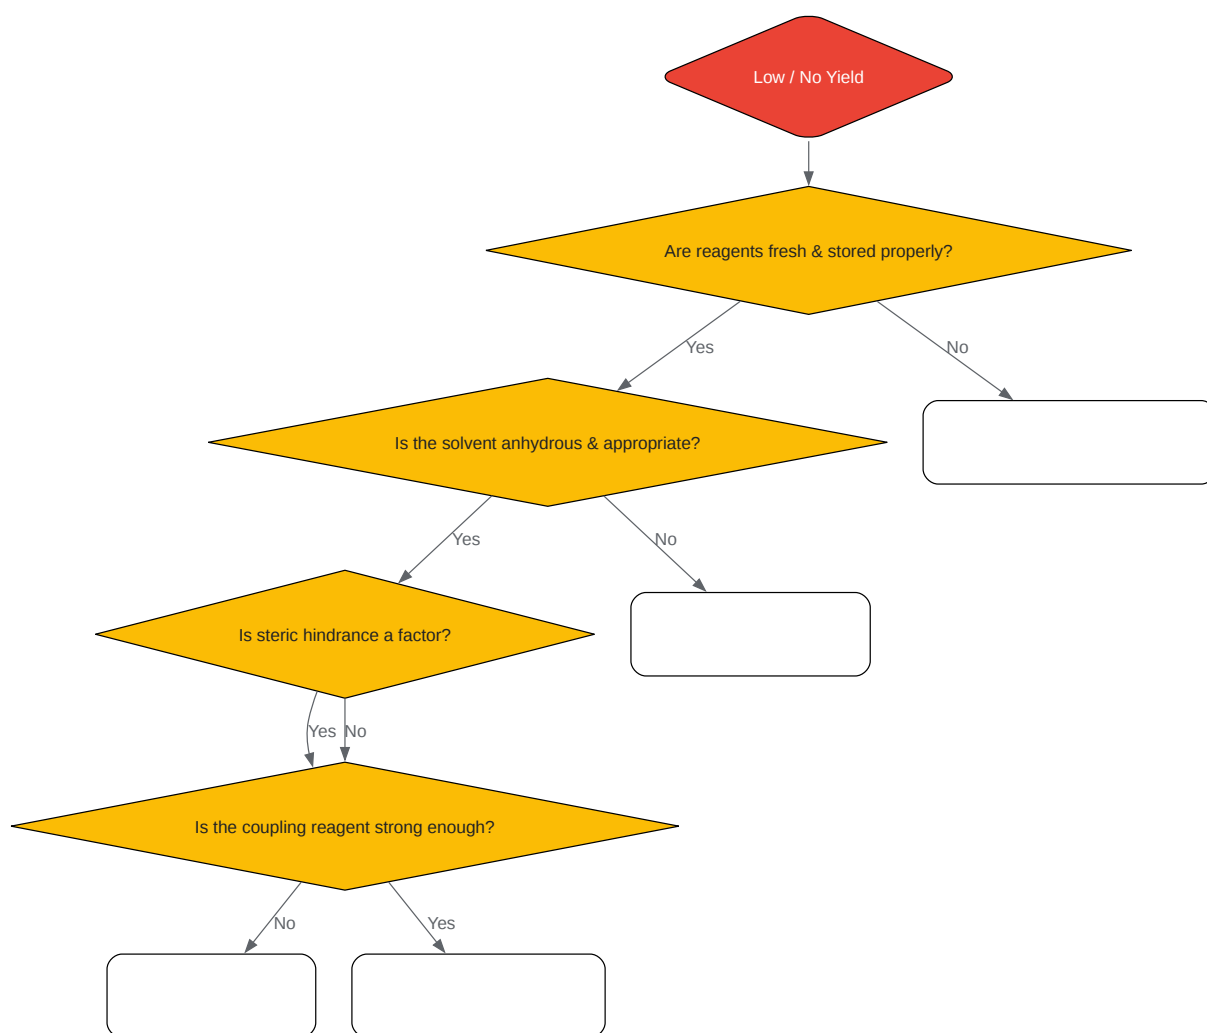 Low / No Yield
Are reagents fresh & stored properly?
Yes
No
Is the solvent anhydrous & appropriate?
Yes
No
Is steric hindrance a factor?
Yes
No
Is the coupling reagent strong enough?
No
Yes